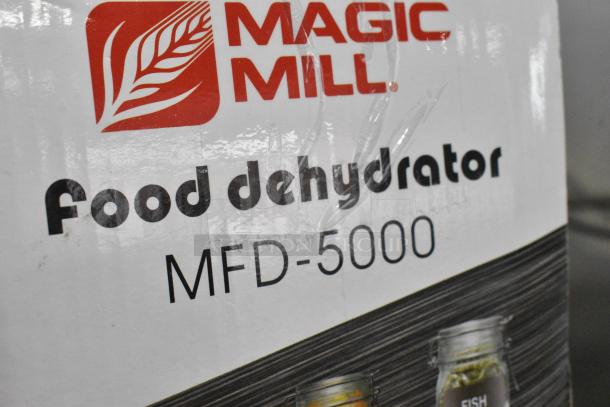 MAGIC
MILL.
food dehydrator
MFD-5000
FISH